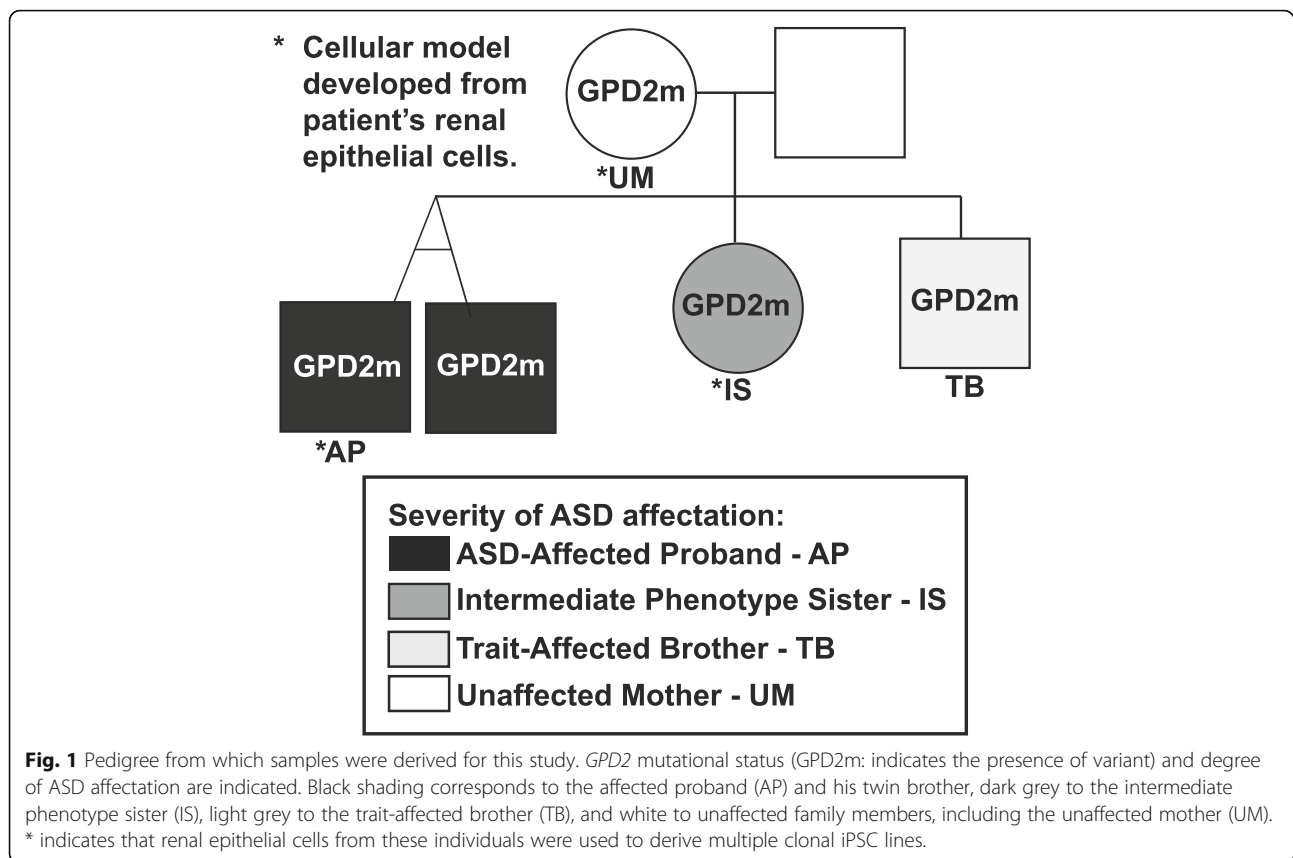 * Cellular model
developed from
patient's renal
epithelial cells.
GPD2m
*UM
GPD2m
GPD2m
GPD2m
GPD2m
*AP
*IS
TB
Severity of ASD affectation:
ASD-Affected Proband - AP
Intermediate Phenotype Sister - IS
Trait-Affected Brother - TB
Unaffected Mother - UM
Fig. 1 Pedigree from which samples were derived for this study. GPD2 mutational status (GPD2m: indicates the presence of variant) and degree
of ASD affectation are indicated. Black shading corresponds to the affected proband (AP) and his twin brother, dark grey to the intermediate
phenotype sister (IS), light grey to the trait-affected brother (TB), and white to unaffected family members, including the unaffected mother (UM).
* indicates that renal epithelial cells from these individuals were used to derive multiple clonal iPSC lines.